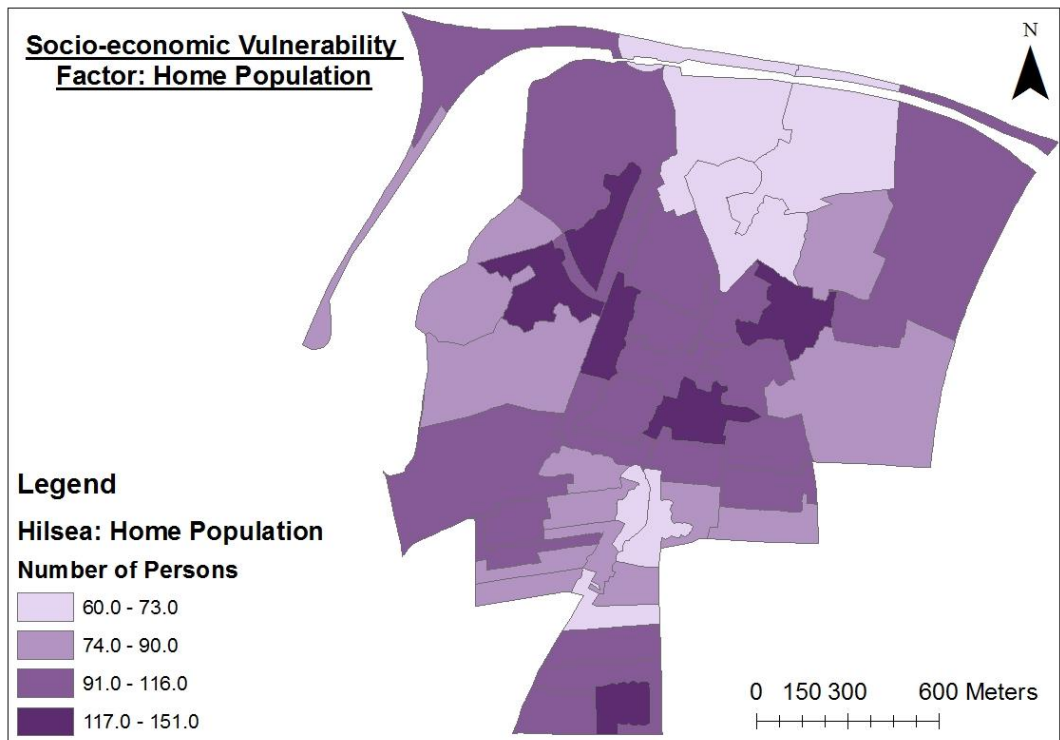 Socio-economic Vulnerability
Factor: Home Population
N
Legend
Hilsea: Home Population
Number of Persons
60.0 - 73.0
74.0 - 90.0
91.0 - 116.0
117.0 - 151.0
0 150 300 600 Meters